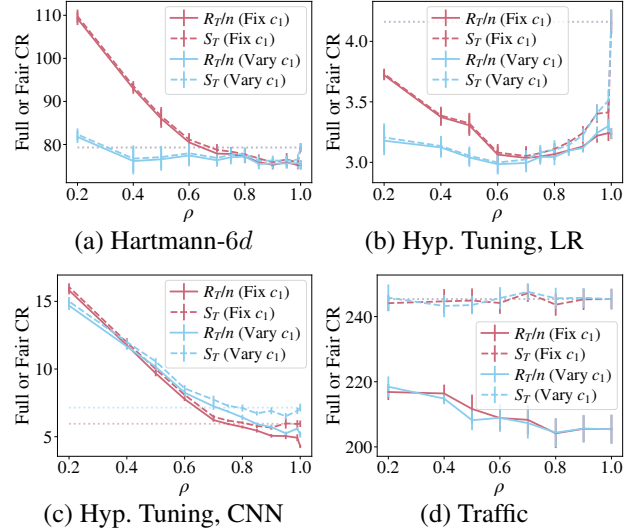 110
100
90
80
Full or Fair CR
R_T/n (Fix c_1)
S_T (Fix c_1)
R_T/n (Vary c_1)
S_T (Vary c_1)
0.2 0.4 0.6 0.8 1.0
ρ
(a) Hartmann-6d
4.2
3.6
3.0
Full or Fair CR
R_T/n (Fix c_1)
S_T (Fix c_1)
R_T/n (Vary c_1)
S_T (Vary c_1)
0.2 0.4 0.6 0.8 1.0
ρ
(b) Hyp. Tuning, LR
15
10
5
Full or Fair CR
R_T/n (Fix c_1)
S_T (Fix c_1)
R_T/n (Vary c_1)
S_T (Vary c_1)
0.2 0.4 0.6 0.8 1.0
ρ
(c) Hyp. Tuning, CNN
240
220
200
Full or Fair CR
R_T/n (Fix c_1)
S_T (Fix c_1)
R_T/n (Vary c_1)
S_T (Vary c_1)
0.2 0.4 0.6 0.8 1.0
ρ
(d) Traffic